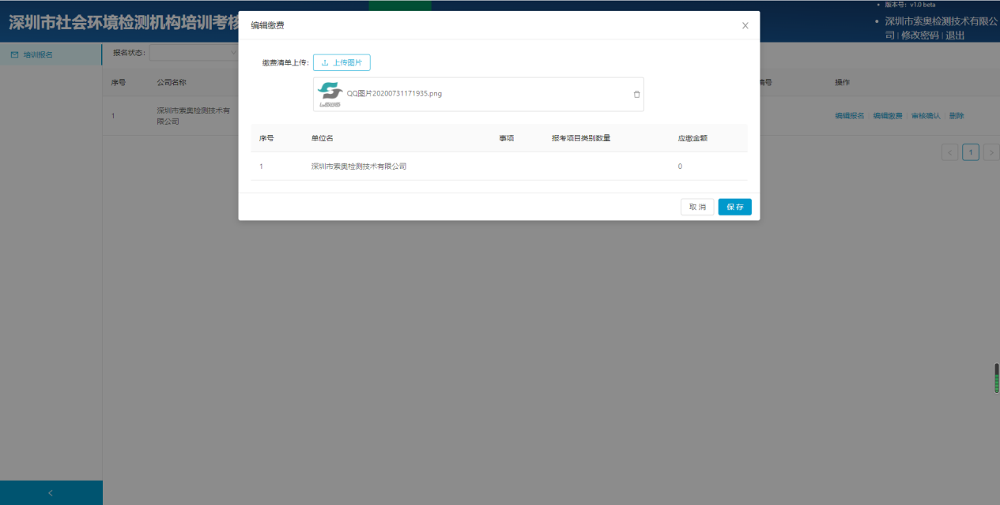 版本号: v1.0 beta
深圳市社会环境检测机构培训考核
深圳市索奥检测技术有限公
司 | 修改密码 | 退出
培训报名
报名状态:
序号
公司名称
编号
操作
1
深圳市索奥检测技术有
限公司
编辑报名 | 编辑缴费 | 审核确认 | 删除
1
编辑缴费
缴费清单上传:
上传图片
QQ图片20200731171935.png
序号 单位名 事项 报考项目类别数量 应缴金额
1 深圳市索奥检测技术有限公司 0
取 消
保 存